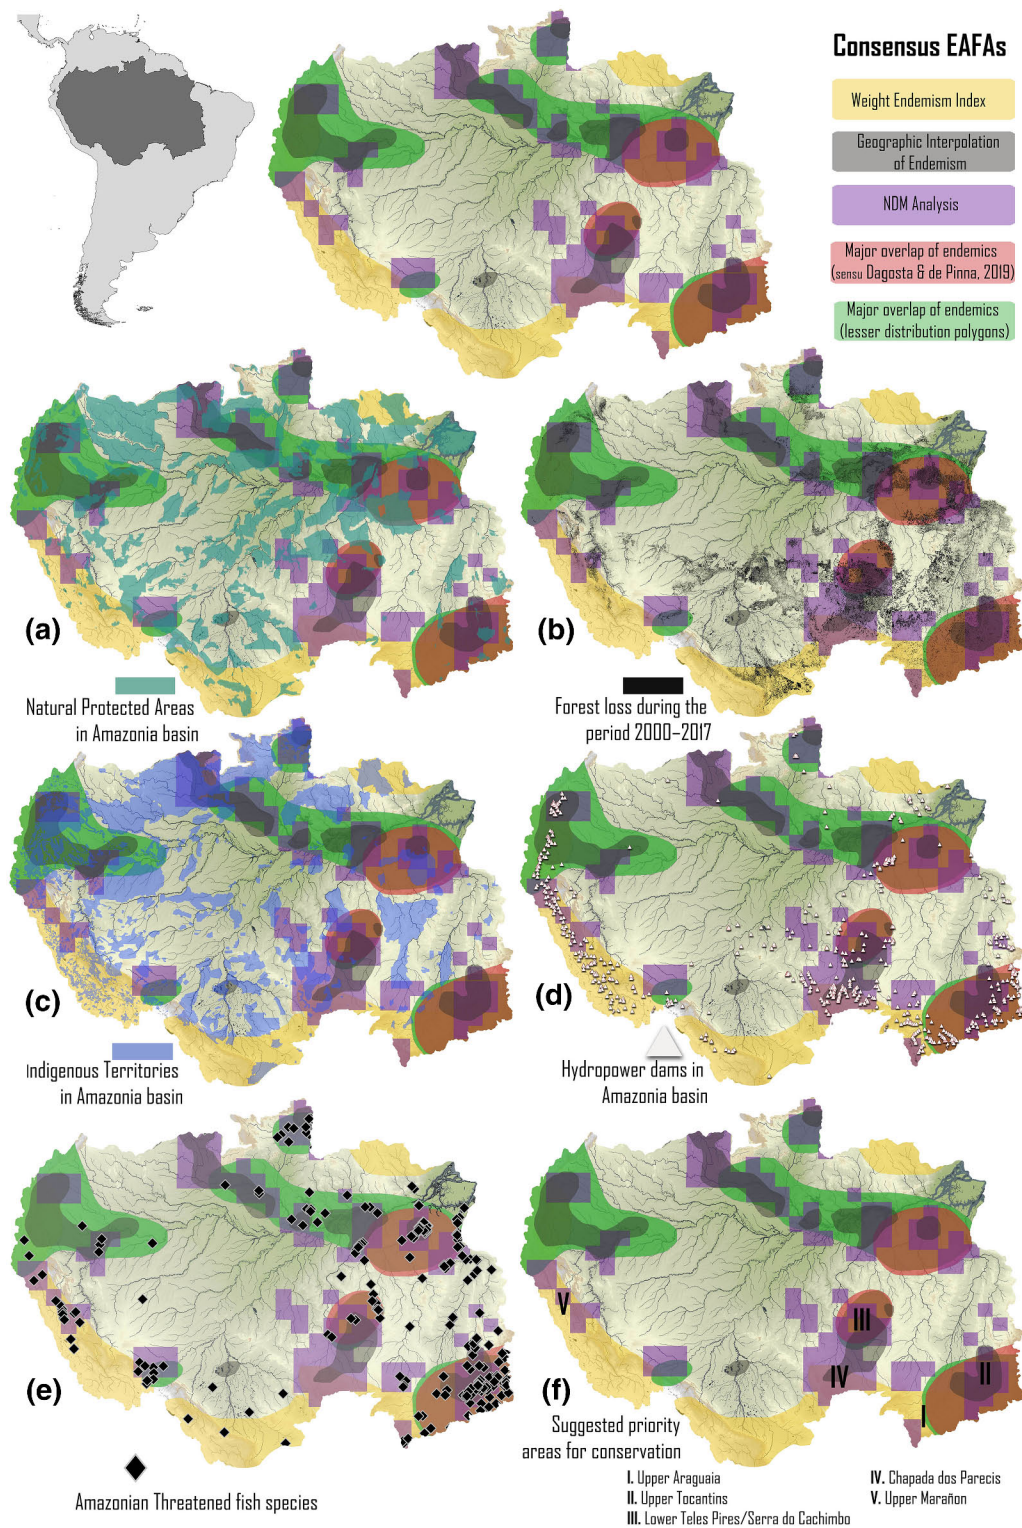 Consensus EAFAs
Weight Endemism Index
Geographic Interpolation
of Endemism
NDM Analysis
Major overlap of endemics
(sensu Dagosta & de Pinna, 2019)
Major overlap of endemics
(lesser distribution polygons)
(a)
Natural Protected Areas
in Amazonia basin
(b)
Forest loss during the
period 2000–2017
(c)
Indigenous Territories
in Amazonia basin
(d)
Hydropower dams in
Amazonia basin
(e)
Amazonian Threatened fish species
V
III
IV
II
I
(f)
Suggested priority
areas for conservation
I. Upper Araguaia
II. Upper Tocantins
III. Lower Teles Pires/Serra do Cachimbo
IV. Chapada dos Parecis
V. Upper Marañon